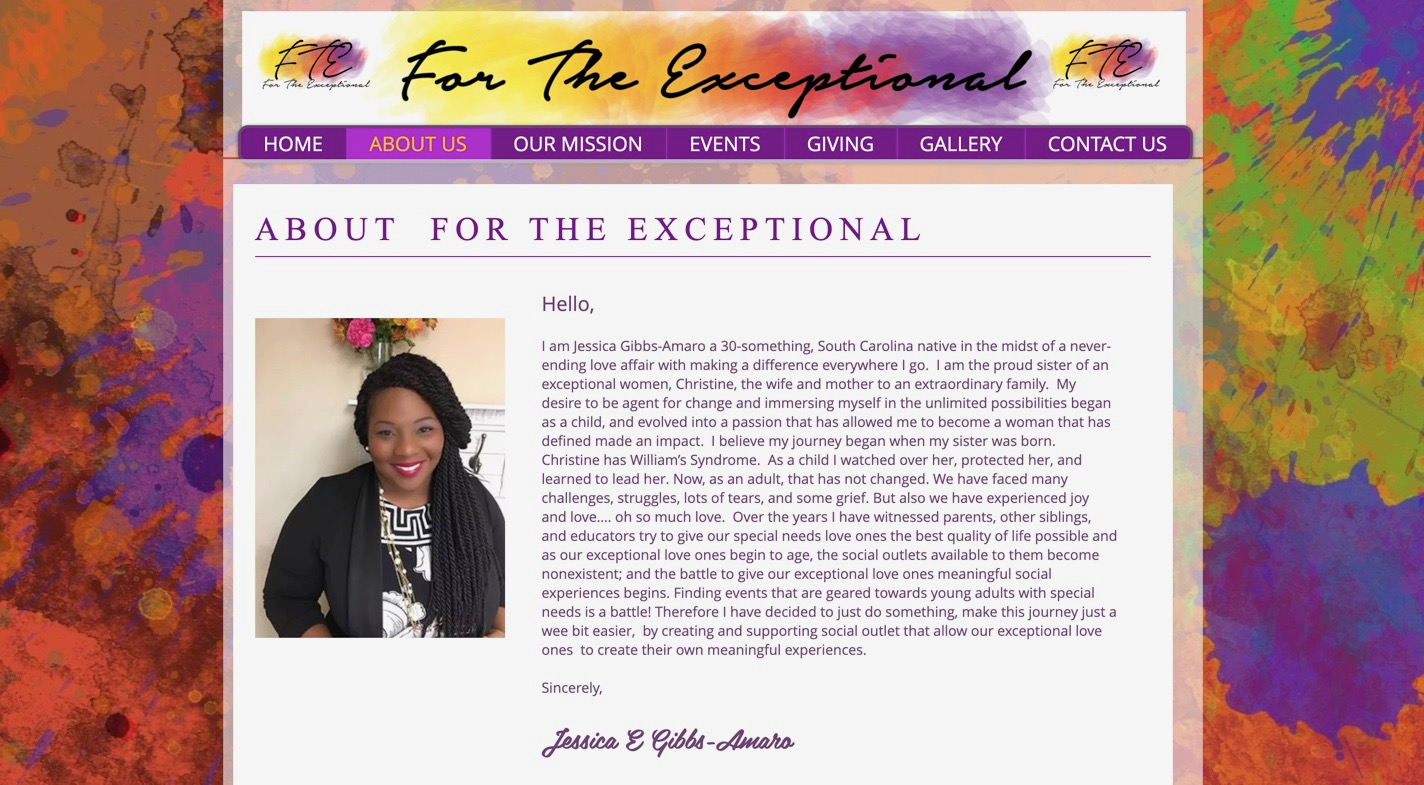 FTE
For The Exceptional
For The Exceptional
FTE
For The Exceptional
HOME ABOUT US OUR MISSION EVENTS GIVING GALLERY CONTACT US
ABOUT FOR THE EXCEPTIONAL
Hello,
I am Jessica Gibbs-Amaro a 30-something, South Carolina native in the midst of a never-
ending love affair with making a difference everywhere I go. I am the proud sister of an
exceptional women, Christine, the wife and mother to an extraordinary family. My
desire to be agent for change and immersing myself in the unlimited possibilities began
as a child, and evolved into a passion that has allowed me to become a woman that has
defined made an impact. I believe my journey began when my sister was born.
Christine has William’s Syndrome. As a child I watched over her, protected her, and
learned to lead her. Now, as an adult, that has not changed. We have faced many
challenges, struggles, lots of tears, and some grief. But also we have experienced joy
and love.... oh so much love. Over the years I have witnessed parents, other siblings,
and educators try to give our special needs love ones the best quality of life possible and
as our exceptional love ones begin to age, the social outlets available to them become
nonexistent; and the battle to give our exceptional love ones meaningful social
experiences begins. Finding events that are geared towards young adults with special
needs is a battle! Therefore I have decided to just do something, make this journey just a
wee bit easier, by creating and supporting social outlet that allow our exceptional love
ones to create their own meaningful experiences.
Sincerely,
Jessica E Gibbs-Amaro